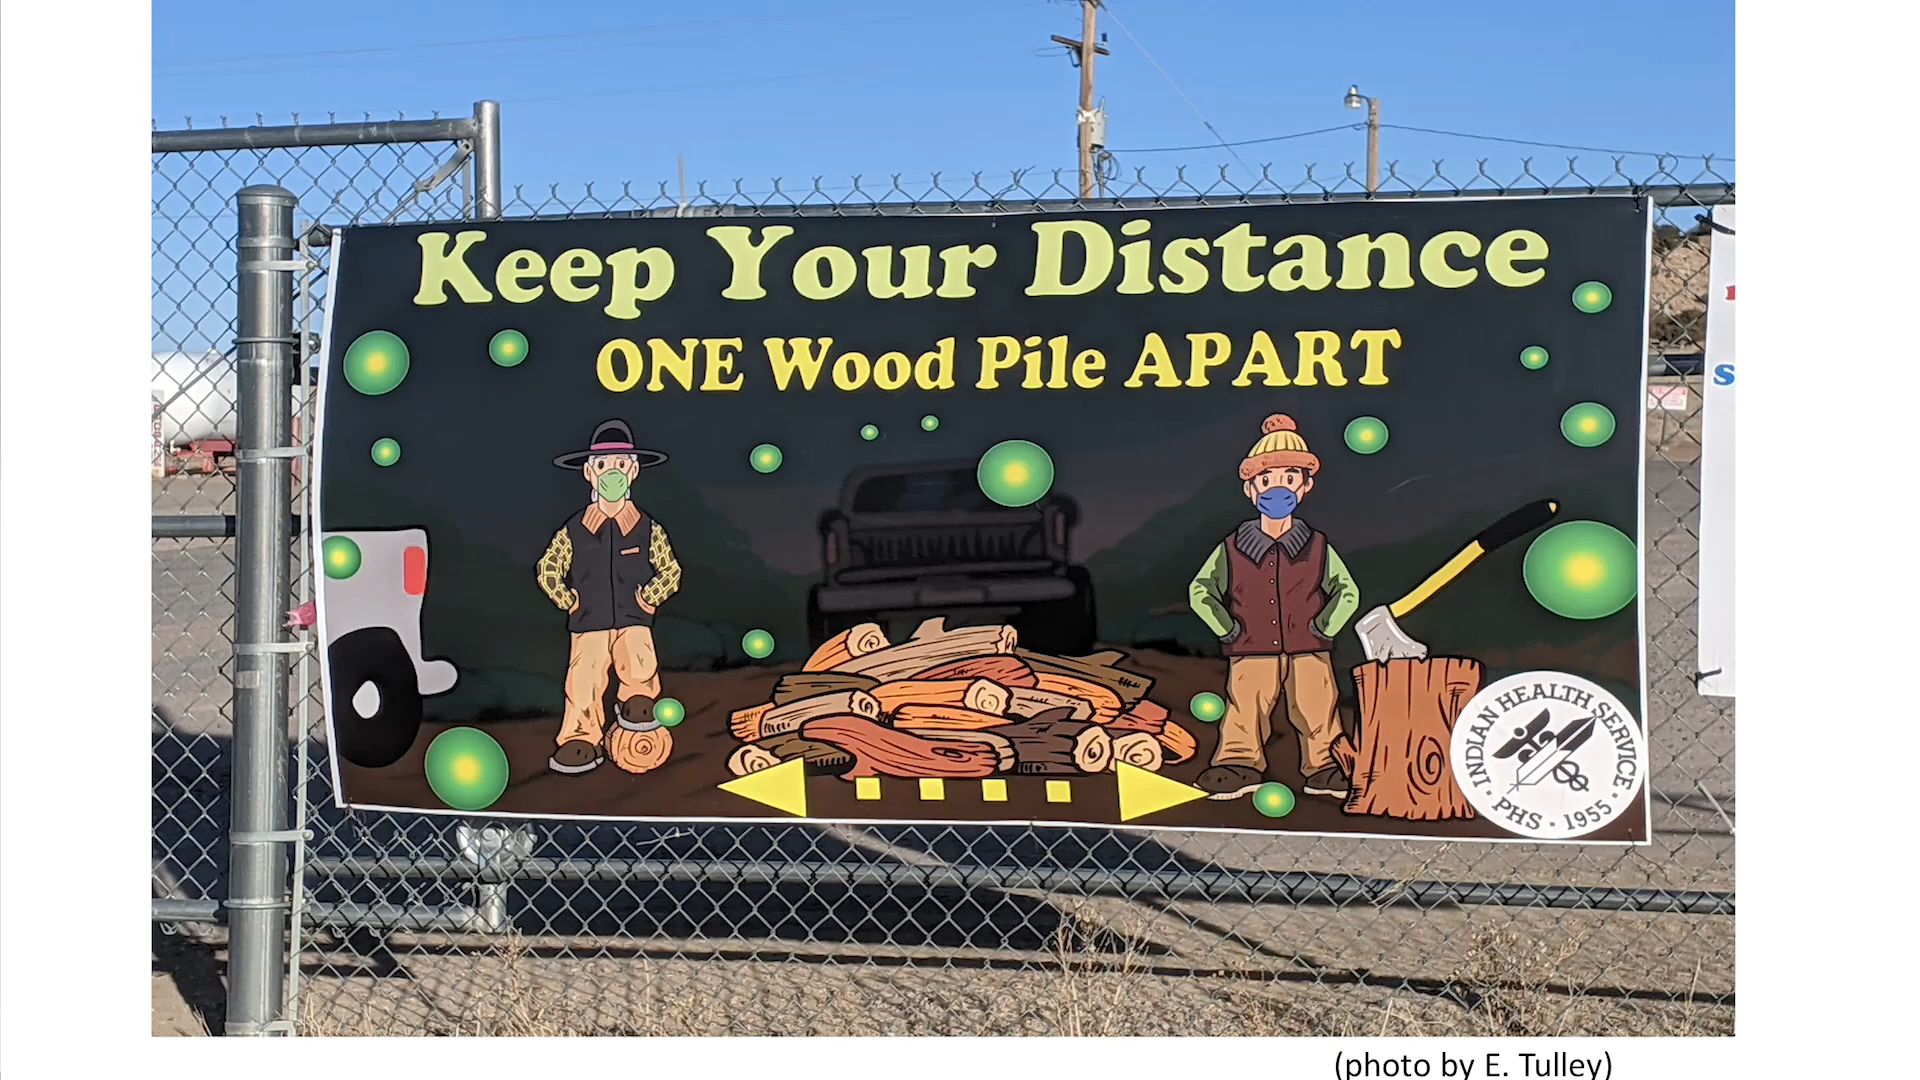 Keep Your Distance
ONE Wood Pile APART
INDIAN HEALTH SERVICE
PHS · 1955
S
(photo by E. Tulley)